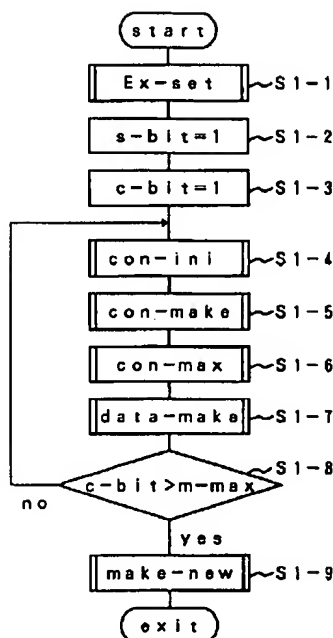 start
Ex-set S1-1
s-bit=1 S1-2
c-bit=1 S1-3
con-ini S1-4
con-make S1-5
con-max S1-6
data-make S1-7
S1-8
c-bit>m-max
no
yes
make-new S1-9
exit